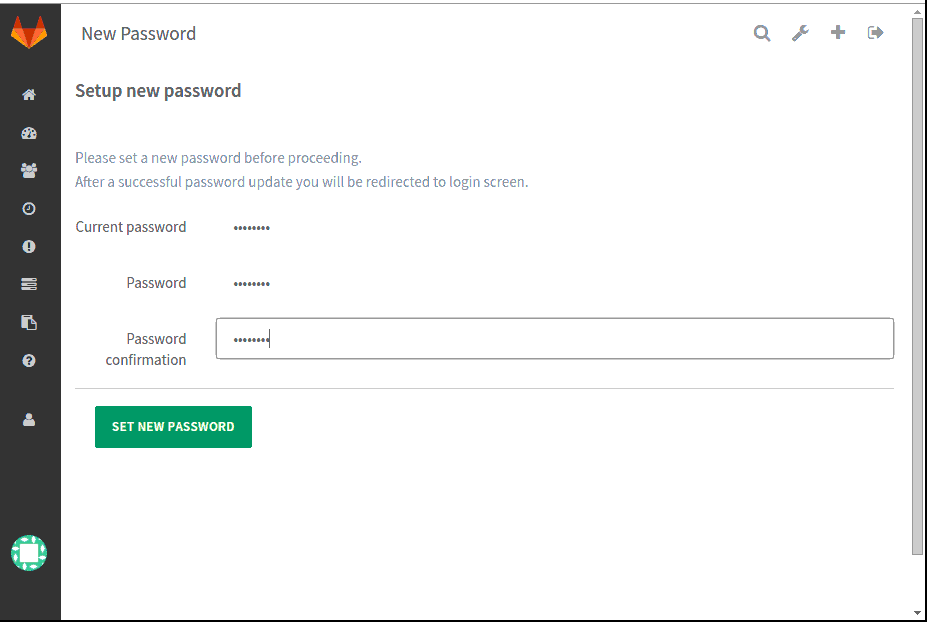 New Password
Setup new password
Please set a new password before proceeding.
After a successful password update you will be redirected to login screen.
Current password ••••••••
Password ••••••••
Password ••••••••
confirmation
SET NEW PASSWORD